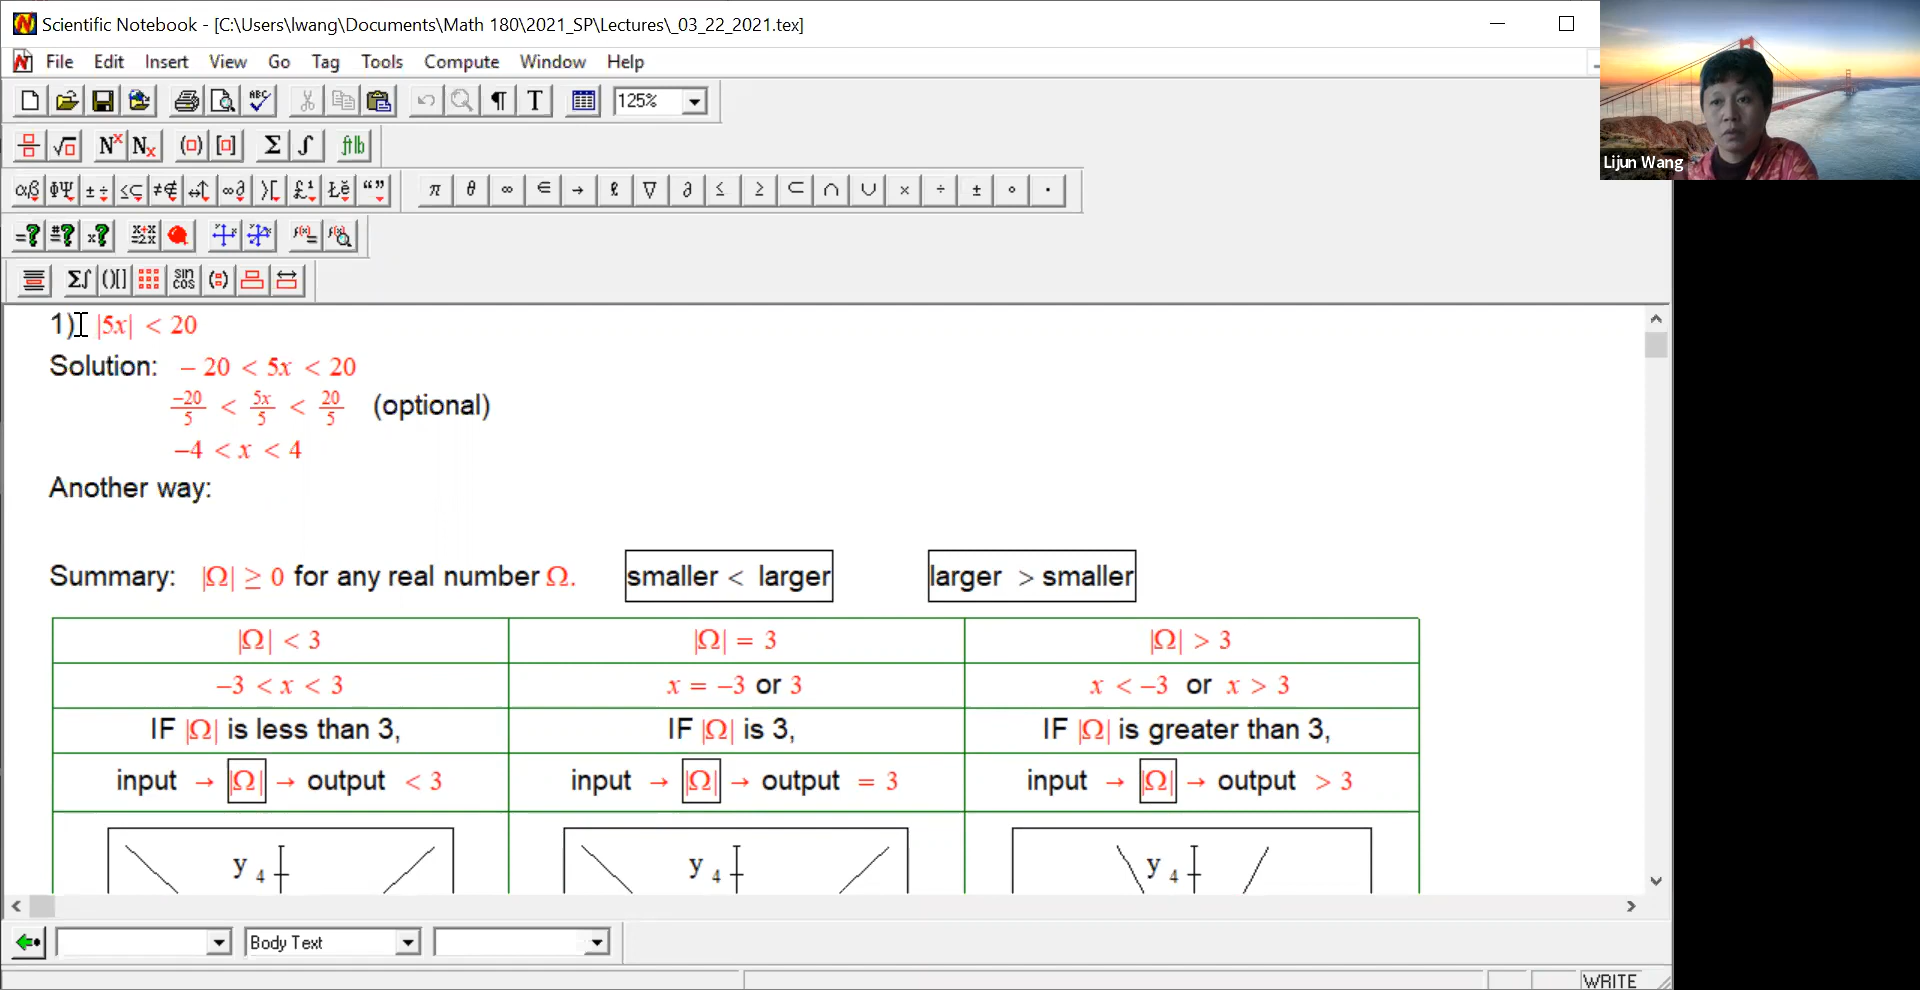 Scientific Notebook - [C:\Users\lwang\Documents\Math 180\2021_SP\Lectures\_03_22_2021.tex]
File Edit Insert View Go Tag Tools Compute Window Help
125%
Lijun Wang
1) |5x| < 20
Solution: − 20 < 5x < 20
−20/5 < 5x/5 < 20/5 (optional)
−4 < x < 4
Another way:
Summary: |Ω| ≥ 0 for any real number Ω. smaller < larger larger > smaller
|Ω| < 3 |Ω| = 3 |Ω| > 3
−3 < x < 3 x = −3 or 3 x < −3 or x > 3
IF |Ω| is less than 3, IF |Ω| is 3, IF |Ω| is greater than 3,
input → |Ω| → output < 3 input → |Ω| → output = 3 input → |Ω| → output > 3
y 4 y 4 y 4
Body Text
WRITE